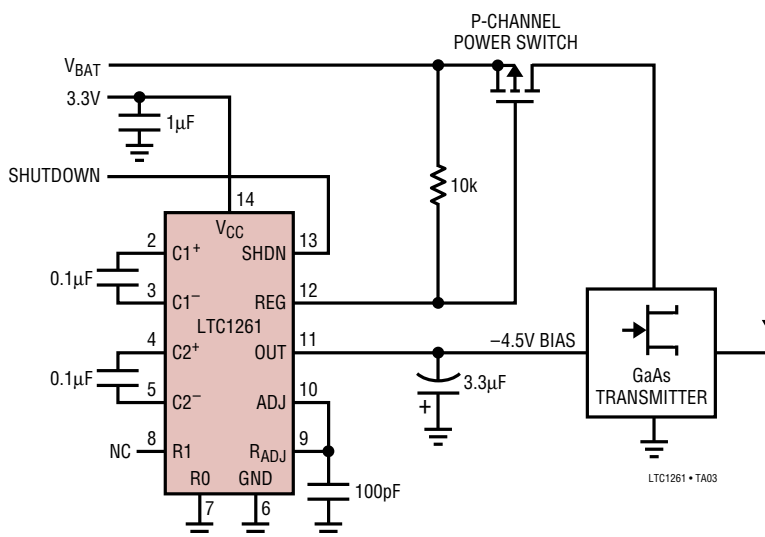 P-CHANNEL
POWER SWITCH
VBAT
3.3V
1µF
SHUTDOWN
10k
14
VCC
2
C1+
SHDN
13
0.1µF
3
C1–
REG
12
LTC1261
4
C2+
OUT
11
–4.5V BIAS
0.1µF
5
C2–
ADJ
10
3.3µF
+
GaAs
TRANSMITTER
NC
8
R1
RADJ
9
R0
GND
100pF
7
6
LTC1261 • TA03